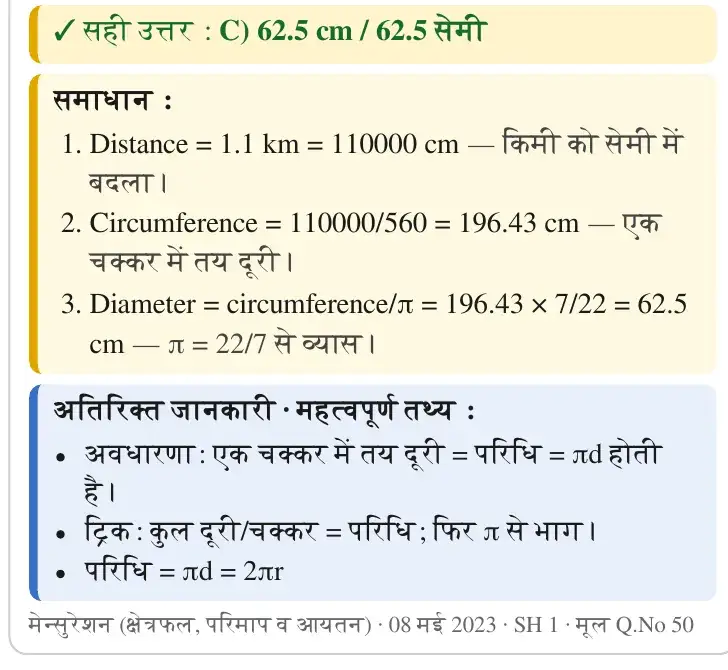 ✓ सही उत्तर : C) 62.5 cm / 62.5 सेमी
समाधान :
1. Distance = 1.1 km = 110000 cm — किमी को सेमी में
बदला।
2. Circumference = 110000/560 = 196.43 cm — एक
चक्कर में तय दूरी।
3. Diameter = circumference/π = 196.43 × 7/22 = 62.5
cm — π = 22/7 से व्यास।
अतिरिक्त जानकारी · महत्वपूर्ण तथ्य :
• अवधारणा : एक चक्कर में तय दूरी = परिधि = πd होती
है।
• ट्रिक : कुल दूरी/चक्कर = परिधि ; फिर π से भाग।
• परिधि = πd = 2πr
मेन्सुरेशन (क्षेत्रफल, परिमाप व आयतन) · 08 मई 2023 · SH 1 · मूल Q.No 50